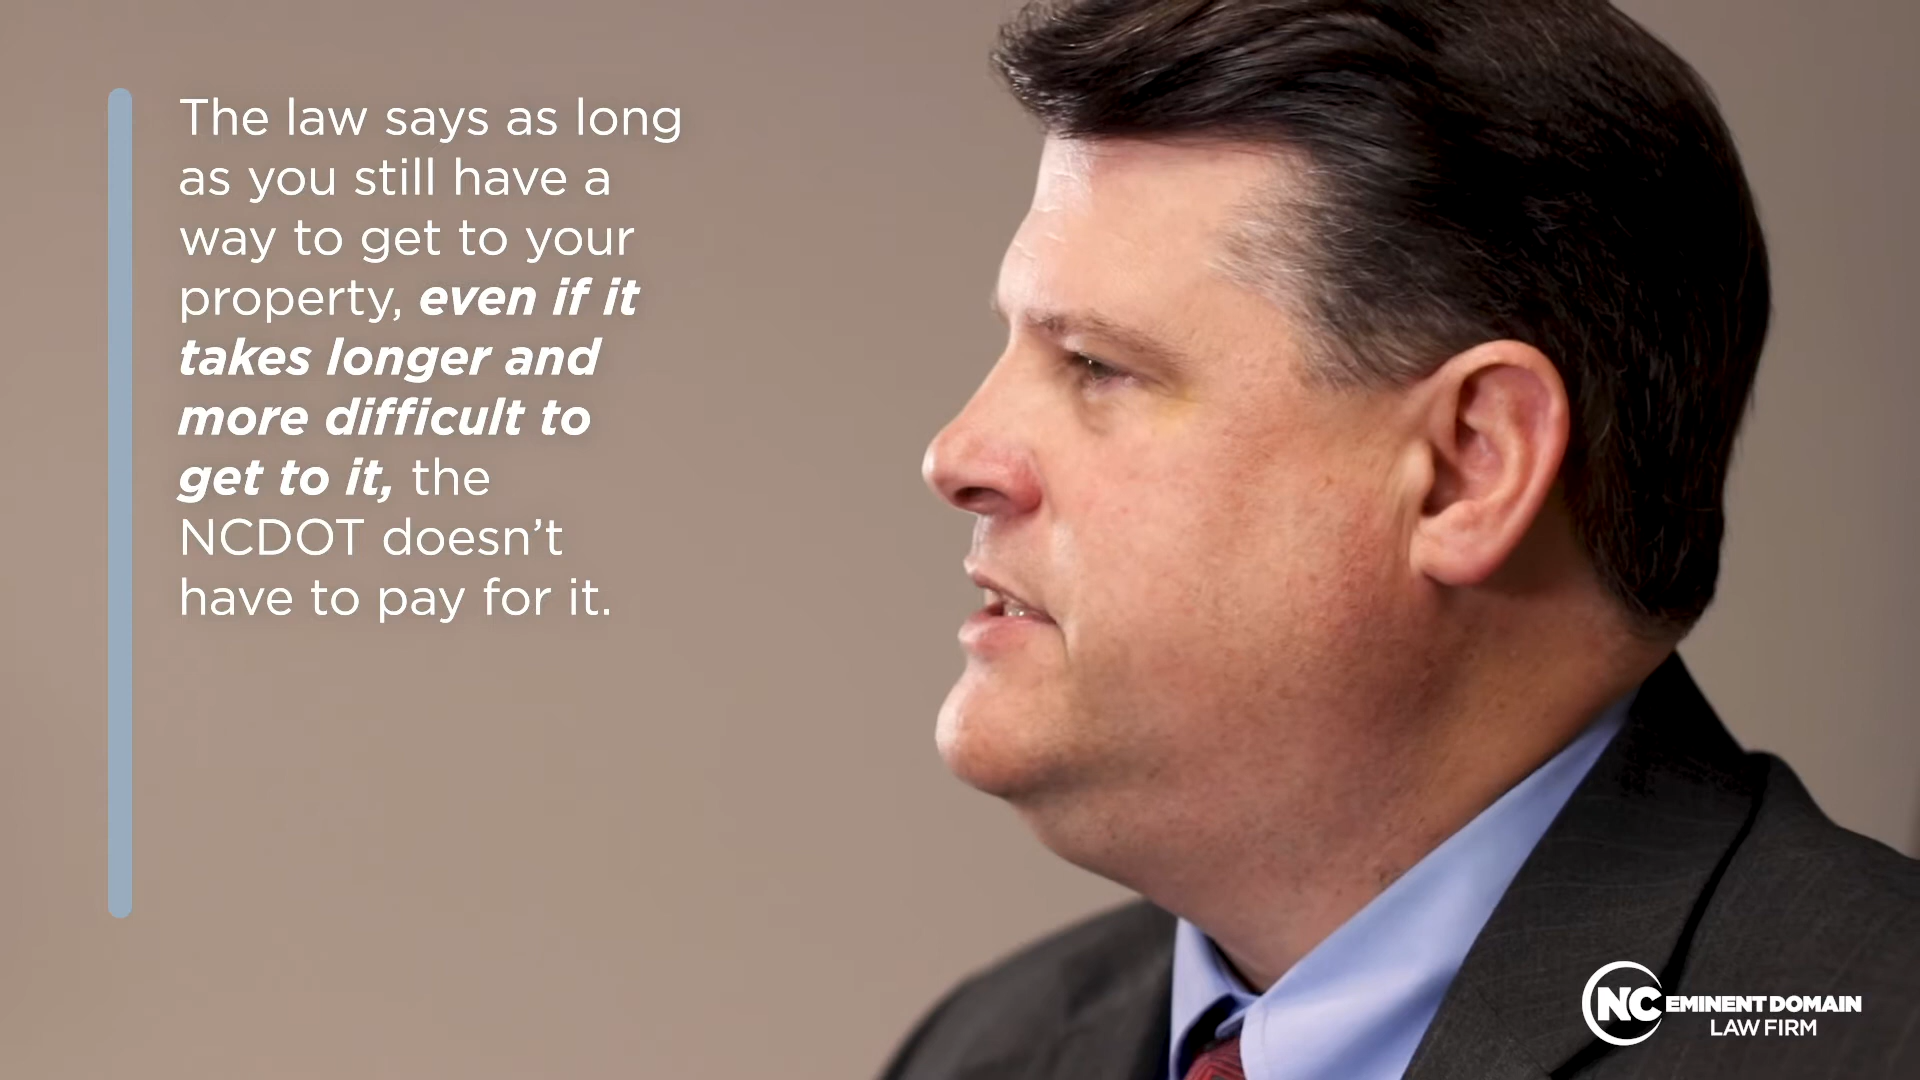 The law says as long
as you still have a
way to get to your
property, even if it
takes longer and
more difficult to
get to it, the
NCDOT doesn't
have to pay for it.
NC EMINENT DOMAIN
LAW FIRM